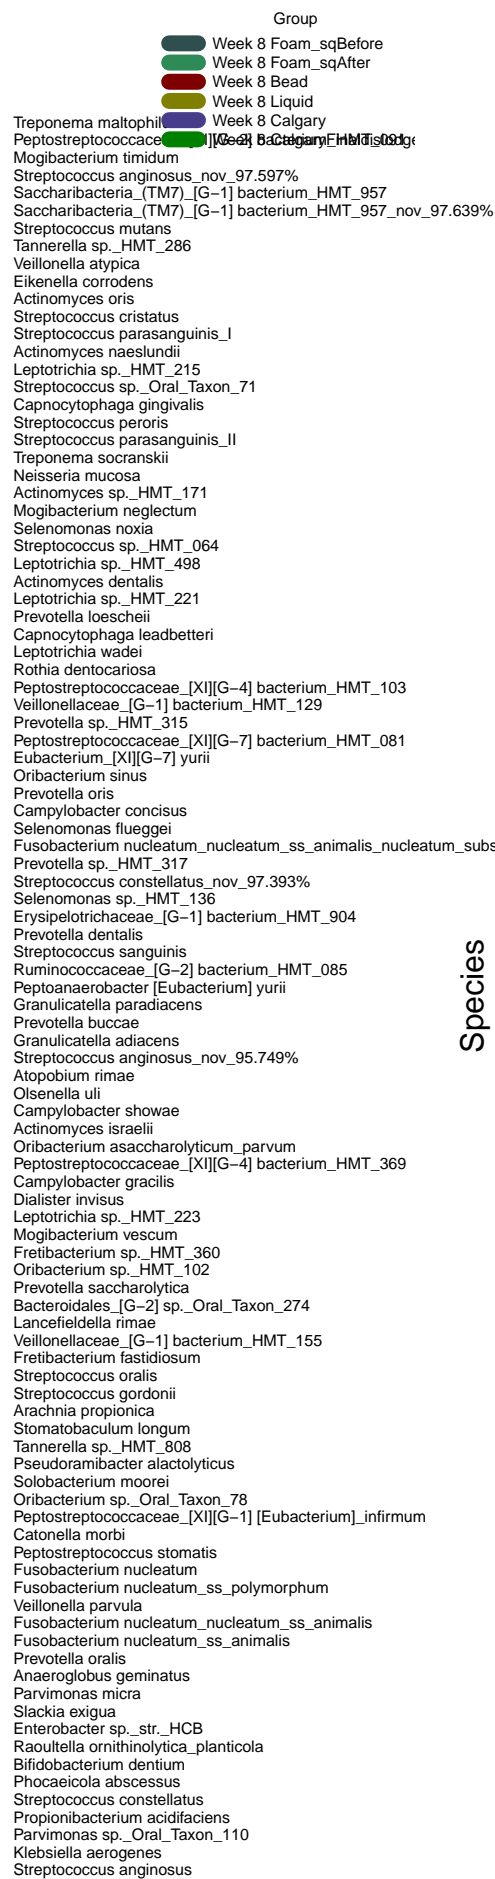 Group
Week 8 Foam_sqBefore
Week 8 Foam_sqAfter
Week 8 Bead
Week 8 Liquid
Week 8 Calgary
Treponema maltophil
Mogibacterium timidum
Streptococcus anginosus_nov_97.597%
Saccharibacteria_(TM7)_[G−1] bacterium_HMT_957
Saccharibacteria_(TM7)_[G−1] bacterium_HMT_957_nov_97.639%
Streptococcus mutans
Tannerella sp._HMT_286
Veillonella atypica
Eikenella corrodens
Actinomyces oris
Streptococcus cristatus
Streptococcus parasanguinis_I
Actinomyces naeslundii
Leptotrichia sp._HMT_215
Streptococcus sp._Oral_Taxon_71
Capnocytophaga gingivalis
Streptococcus peroris
Streptococcus parasanguinis_II
Treponema socranskii
Neisseria mucosa
Actinomyces sp._HMT_171
Mogibacterium neglectum
Selenomonas noxia
Streptococcus sp._HMT_064
Leptotrichia sp._HMT_498
Actinomyces dentalis
Leptotrichia sp._HMT_221
Prevotella loescheii
Capnocytophaga leadbetteri
Leptotrichia wadei
Rothia dentocariosa
Peptostreptococcaceae_[XI][G−4] bacterium_HMT_103
Veillonellaceae_[G−1] bacterium_HMT_129
Prevotella sp._HMT_315
Peptostreptococcaceae_[XI][G−7] bacterium_HMT_081
Eubacterium_[XI][G−7] yurii
Oribacterium sinus
Prevotella oris
Campylobacter concisus
Selenomonas flueggei
Fusobacterium nucleatum_nucleatum_ss_animalis_nucleatum_subs
Prevotella sp._HMT_317
Streptococcus constellatus_nov_97.393%
Selenomonas sp._HMT_136
Erysipelotrichaceae_[G−1] bacterium_HMT_904
Prevotella dentalis
Streptococcus sanguinis
Ruminococcaceae_[G−2] bacterium_HMT_085
Peptoanaerobacter [Eubacterium] yurii
Granulicatella paradiacens
Prevotella buccae
Granulicatella adiacens
Streptococcus anginosus_nov_95.749%
Atopobium rimae
Olsenella uli
Campylobacter showae
Actinomyces israelii
Oribacterium asaccharolyticum_parvum
Peptostreptococcaceae_[XI][G−4] bacterium_HMT_369
Campylobacter gracilis
Dialister invisus
Leptotrichia sp._HMT_223
Mogibacterium vescum
Fretibacterium sp._HMT_360
Oribacterium sp._HMT_102
Prevotella saccharolytica
Bacteroidales_[G−2] sp._Oral_Taxon_274
Lancefieldella rimae
Veillonellaceae_[G−1] bacterium_HMT_155
Fretibacterium fastidiosum
Streptococcus oralis
Streptococcus gordonii
Arachnia propionica
Stomatobaculum longum
Tannerella sp._HMT_808
Pseudoramibacter alactolyticus
Solobacterium moorei
Oribacterium sp._Oral_Taxon_78
Peptostreptococcaceae_[XI][G−1] [Eubacterium]_infirmum
Catonella morbi
Peptostreptococcus stomatis
Fusobacterium nucleatum
Fusobacterium nucleatum_ss_polymorphum
Veillonella parvula
Fusobacterium nucleatum_nucleatum_ss_animalis
Fusobacterium nucleatum_ss_animalis
Prevotella oralis
Anaeroglobus geminatus
Parvimonas micra
Slackia exigua
Enterobacter sp._str._HCB
Raoultella ornithinolytica_planticola
Bifidobacterium dentium
Phocaeicola abscessus
Streptococcus constellatus
Propionibacterium acidifaciens
Parvimonas sp._Oral_Taxon_110
Klebsiella aerogenes
Streptococcus anginosus
Species